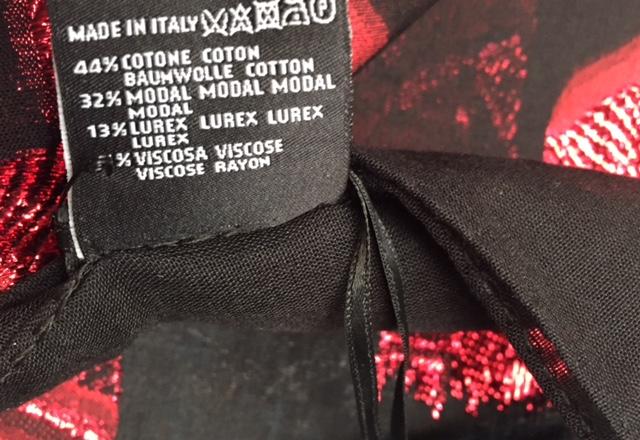 MADE IN ITALY
44% COTONE COTON
BAUMWOLLE COTTON
32% MODAL MODAL MODAL
MODAL
13% LUREX LUREX LUREX
LUREX
% VISCOSA VISCOSE
VISCOSE RAYON